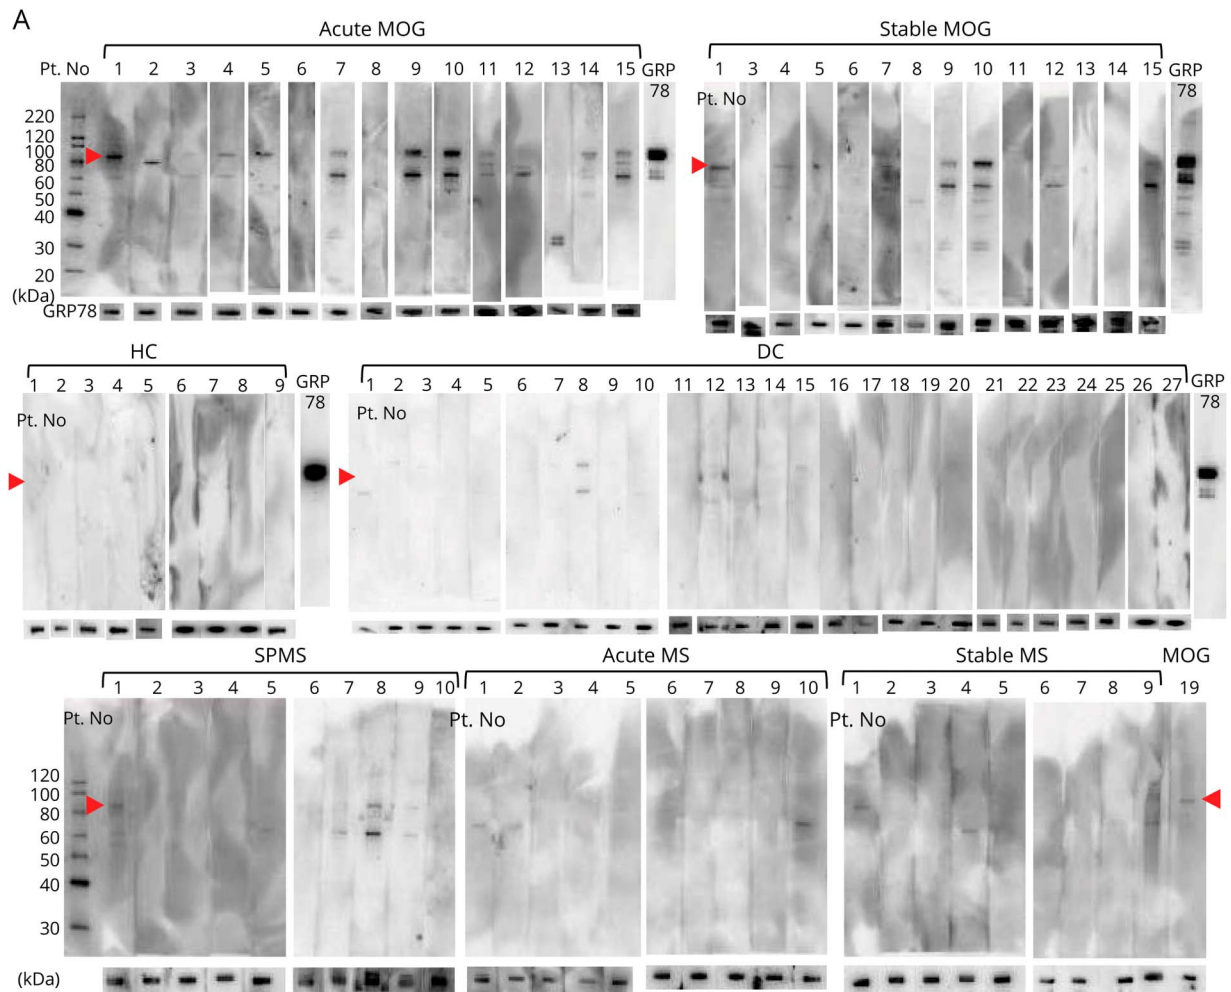 A
Acute MOG
Stable MOG
Pt. No 1 2 3 4 5 6 7 8 9 10 11 12 13 14 15 GRP 78
Pt. No
1 3 4 5 6 7 8 9 10 11 12 13 14 15 GRP 78
220
120
100
80
60
50
40
30
20
(kDa)
GRP78
HC
DC
1 2 3 4 5 6 7 8 9 GRP 78
Pt. No
1 2 3 4 5 6 7 8 9 10 11 12 13 14 15 16 17 18 19 20 21 22 23 24 25 26 27 GRP 78
Pt. No
SPMS
Acute MS
Stable MS
MOG
1 2 3 4 5 6 7 8 9 10
Pt. No
1 2 3 4 5 6 7 8 9 10
Pt. No
1 2 3 4 5 6 7 8 9 19
Pt. No
120
100
80
60
50
40
30
(kDa)